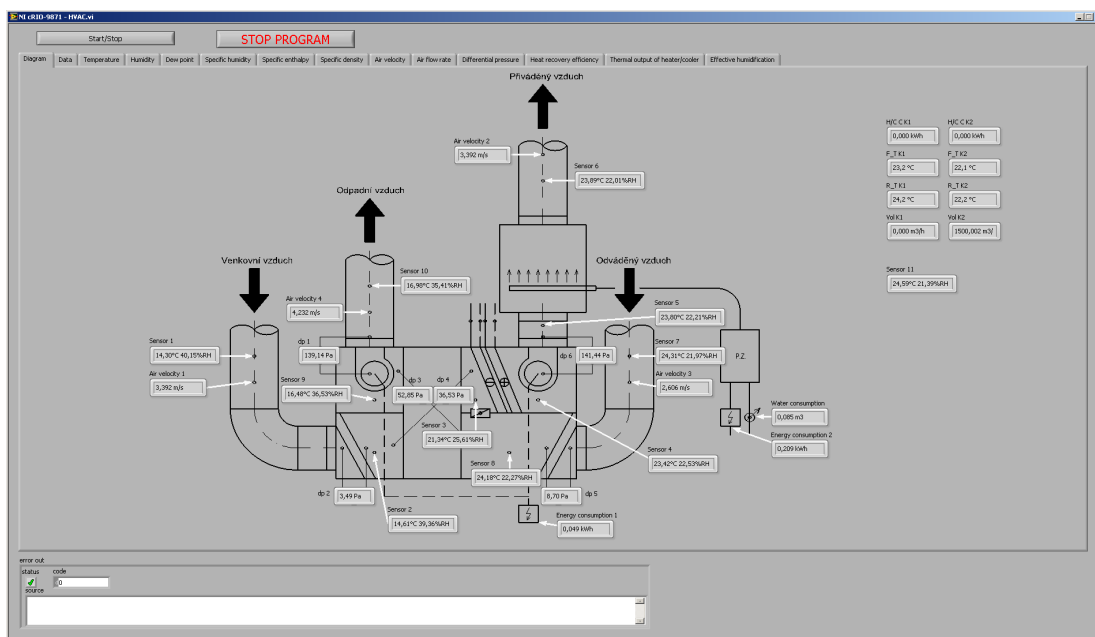 NI cRIO-9871 - HVAC.vi
Start/Stop
STOP PROGRAM
Diagram Data Temperature Humidity Dew point Specific humidity Specific enthalpy Specific density Air velocity Air flow rate Differential pressure Heat recovery efficiency Thermal output of heater/cooler Effective humidification
Přiváděný vzduch
H/C C K1 H/C C K2
0,000 kWh 0,000 kWh
Air velocity 2
3,392 m/s
F_T K1 F_T K2
23,2 °C 22,1 °C
Sensor 6
23,89°C 22,01%RH
R_T K1 R_T K2
24,2 °C 22,2 °C
Odpadní vzduch
Vol K1 Vol K2
0,000 m3/h 1500,002 m3/
Venkovní vzduch
Odváděný vzduch
Sensor 10
16,98°C 35,41%RH
Sensor 11
24,59°C 21,39%RH
Air velocity 4
4,232 m/s
Sensor 5
23,80°C 22,21%RH
Sensor 1
14,30°C 40,15%RH
dp 1
139,14 Pa
dp 6
141,44 Pa
Sensor 7
24,31°C 21,97%RH
P.Z.
Air velocity 1
3,392 m/s
Sensor 9
16,48°C 36,53%RH
dp 3 dp 4
52,85 Pa 36,53 Pa
Air velocity 3
2,606 m/s
Water consumption
0,085 m3
Sensor 3
21,34°C 25,61%RH
Energy consumption 2
0,209 kWh
Sensor 4
23,42°C 22,53%RH
Sensor 8
24,18°C 22,27%RH
dp 2 3,49 Pa
8,70 Pa dp 5
Sensor 2
14,61°C 39,36%RH
Energy consumption 1
0,049 kWh
error out
status code
0
source